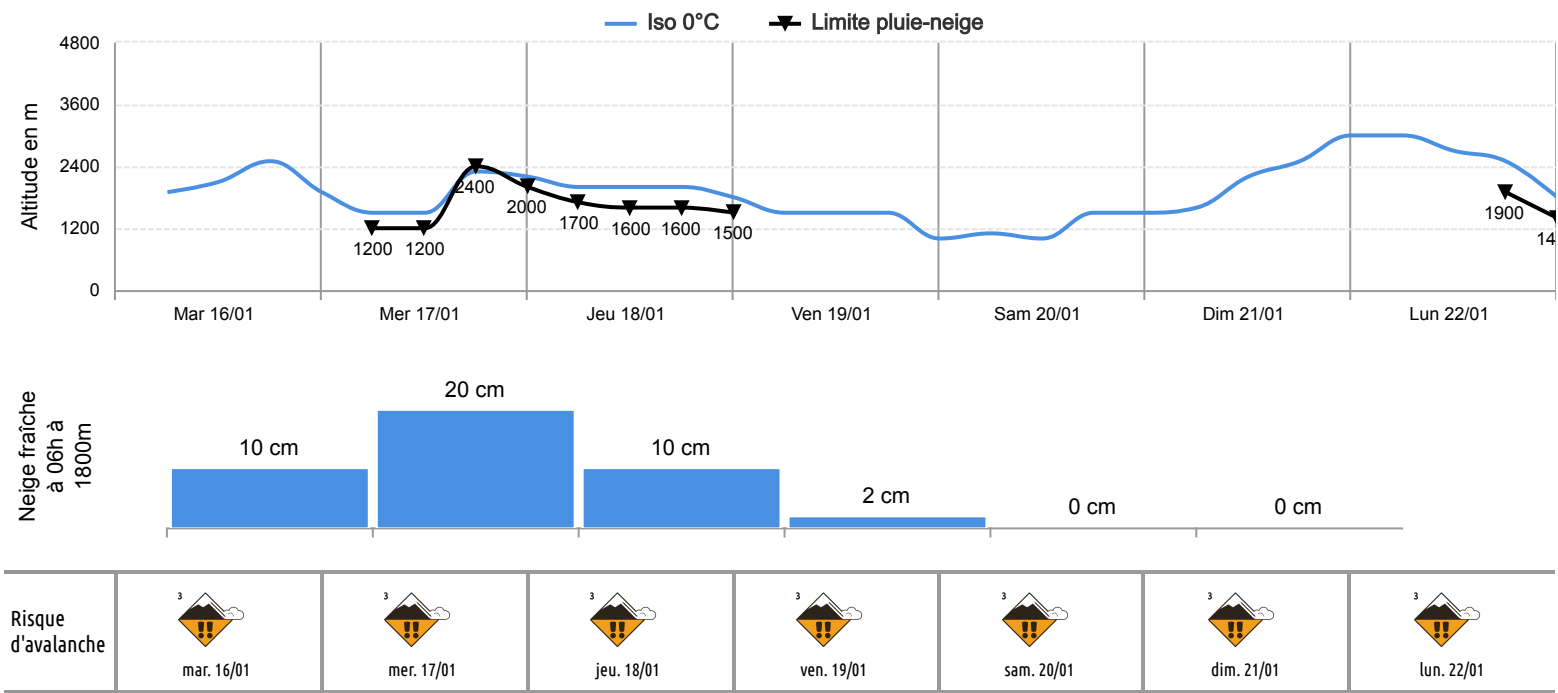 Iso 0°C
Limite pluie-neige
Altitude en m
4800
3600
2400
1200
0
1200
1200
2400
2000
1700
1600
1600
1500
1900
14
Mar 16/01
Mer 17/01
Jeu 18/01
Ven 19/01
Sam 20/01
Dim 21/01
Lun 22/01
Neige fraîche
à 06h à
1800m
10 cm
20 cm
10 cm
2 cm
0 cm
0 cm
Risque
d'avalanche
3
mar. 16/01
3
mer. 17/01
3
jeu. 18/01
3
ven. 19/01
3
sam. 20/01
3
dim. 21/01
3
lun. 22/01